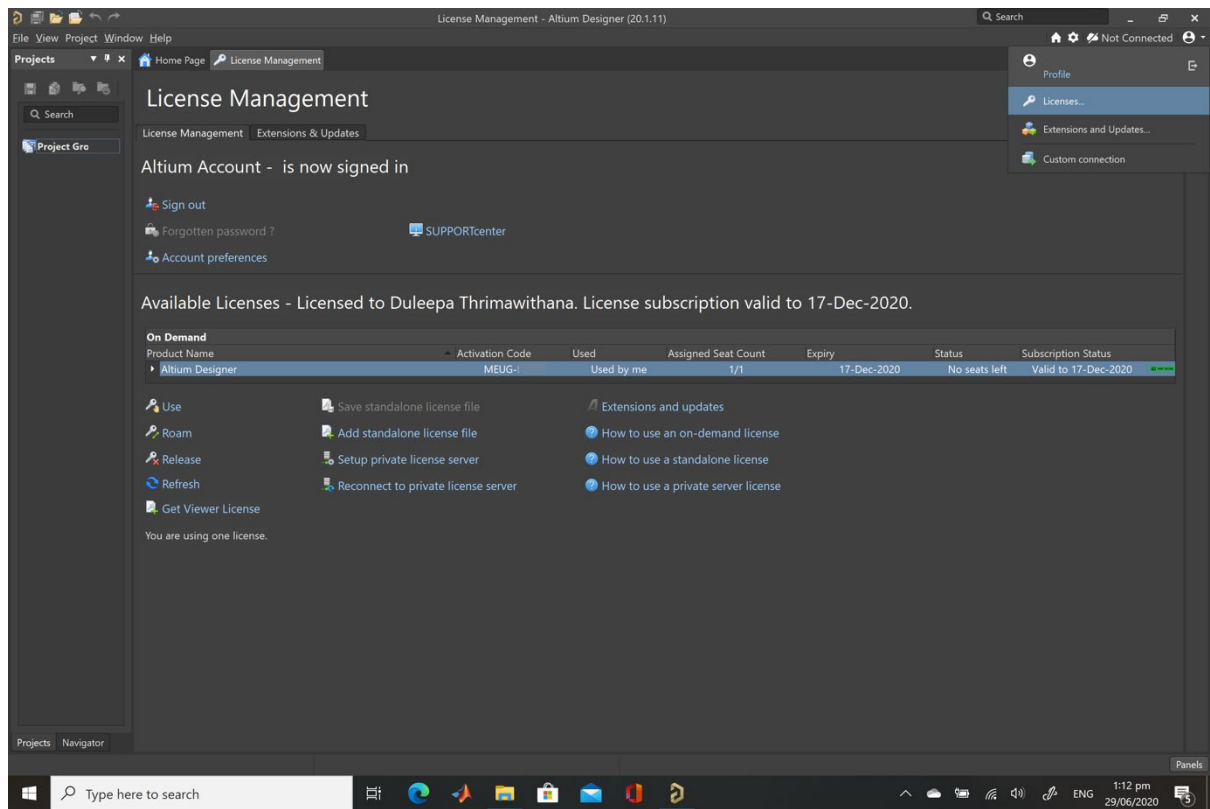 License Management - Altium Designer (20.1.11)
Search
File View Project Window Help
Not Connected
Projects
Home Page
License Management
Profile
Licenses...
Extensions and Updates...
Custom connection
Search
Project Gro
License Management
License Management Extensions & Updates
Altium Account - is now signed in
Sign out
Forgotten password ?
SUPPORTcenter
Account preferences
Available Licenses - Licensed to Duleepa Thrimawithana. License subscription valid to 17-Dec-2020.
On Demand
Product Name Activation Code Used Assigned Seat Count Expiry Status Subscription Status
Altium Designer MEUG- Used by me 1/1 17-Dec-2020 No seats left Valid to 17-Dec-2020
Use Save standalone license file Extensions and updates
Roam Add standalone license file How to use an on-demand license
Release Setup private license server How to use a standalone license
Refresh Reconnect to private license server How to use a private server license
Get Viewer License
You are using one license.
Projects Navigator
Panels
Type here to search
ENG
1:12 pm
29/06/2020
5